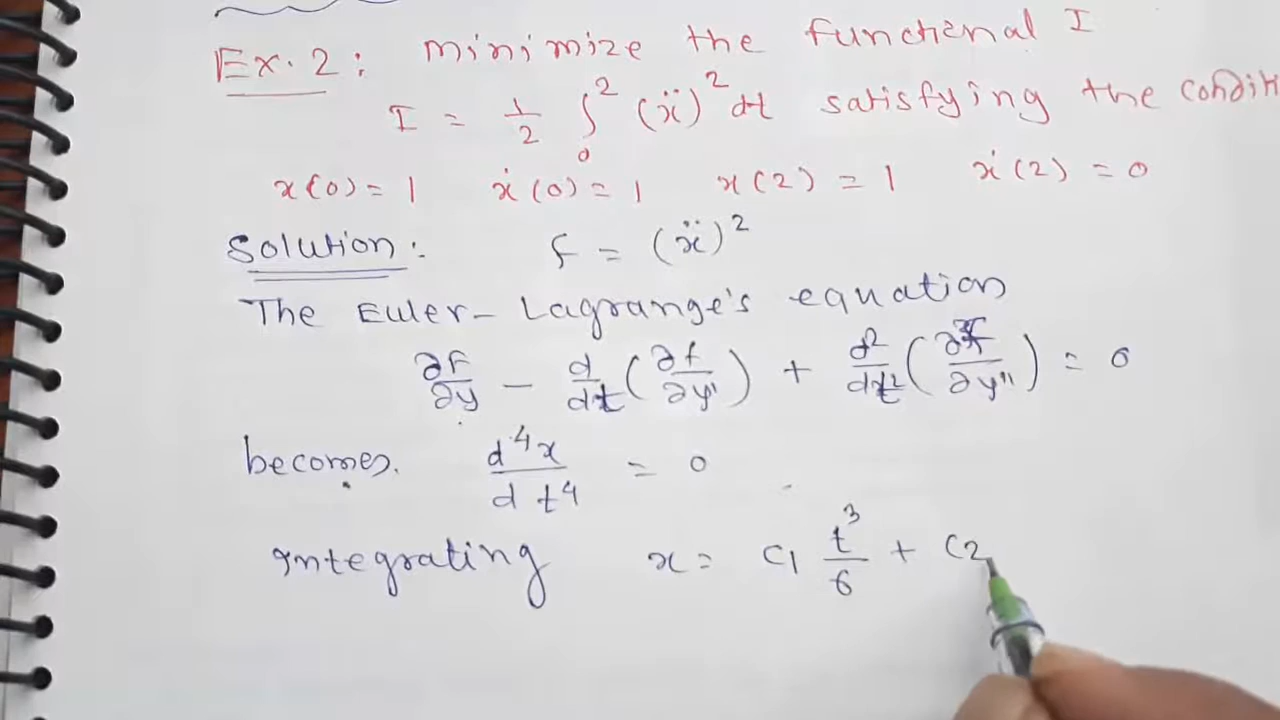 Ex. 2: Minimize the functional I
I = 1/2 ∫₀² (ẍ)² dt satisfying the condit
x(0) = 1 ẋ(0) = 1 x(2) = 1 ẋ(2) = 0
Solution: f = (ẍ)²
The Euler-Lagrange's equation
∂f/∂y - d/dt (∂f/∂y') + d²/dt² (∂f/∂y'') = 0
becomes. d⁴x/dt⁴ = 0
Integrating x = C1 t³/6 + C2